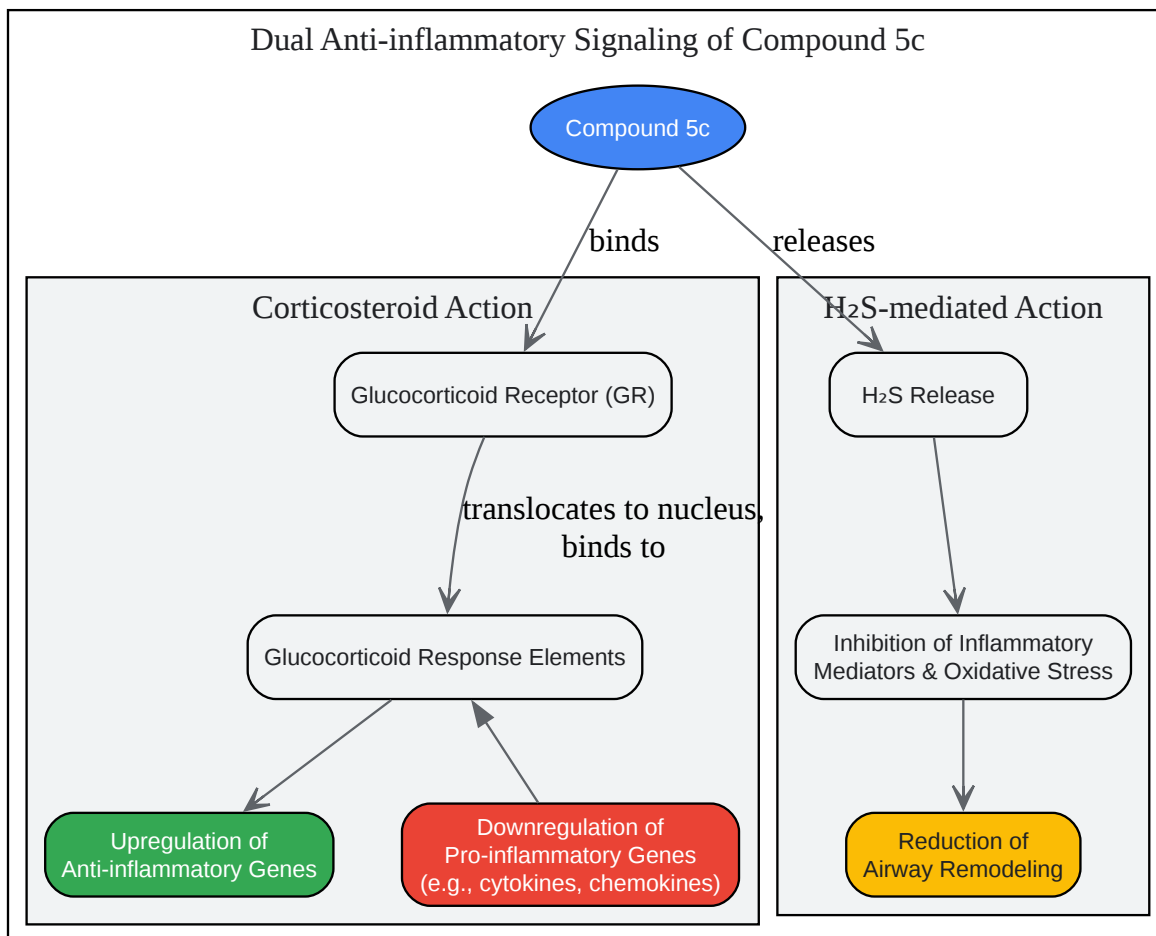 Dual Anti-inflammatory Signaling of Compound 5c
Compound 5c
binds
releases
Corticosteroid Action
H₂S-mediated Action
Glucocorticoid Receptor (GR)
H₂S Release
translocates to nucleus,
binds to
Glucocorticoid Response Elements
Inhibition of Inflammatory
Mediators & Oxidative Stress
Upregulation of
Anti-inflammatory Genes
Downregulation of
Pro-inflammatory Genes
(e.g., cytokines, chemokines)
Reduction of
Airway Remodeling